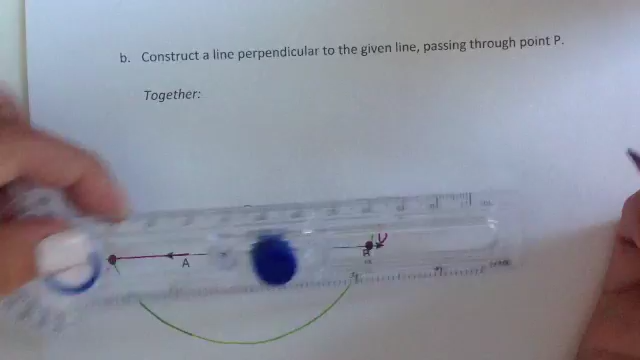 b. Construct a line perpendicular to the given line, passing through point P.
Together:
A
B